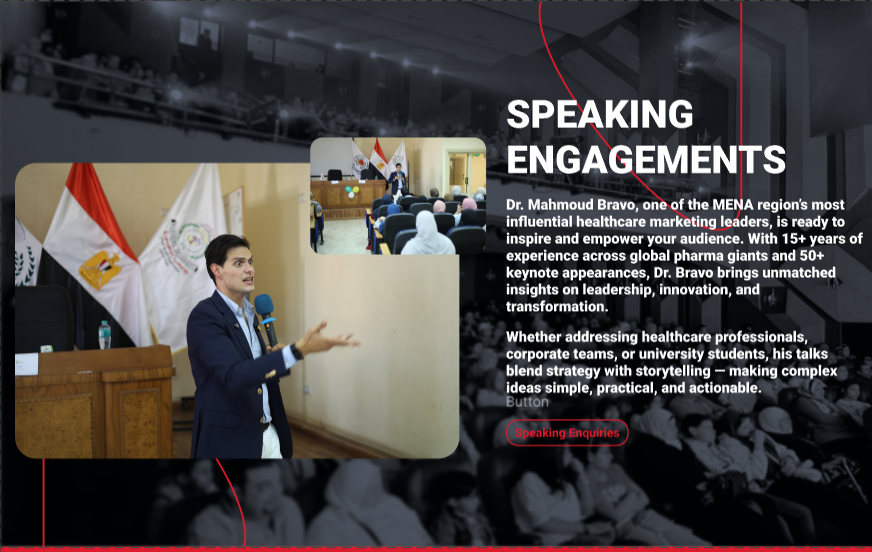 SPEAKING
ENGAGEMENTS
Dr. Mahmoud Bravo, one of the MENA region's most
influential healthcare marketing leaders, is ready to
inspire and empower your audience. With 15+ years of
experience across global pharma giants and 50+
keynote appearances, Dr. Bravo brings unmatched
insights on leadership, innovation, and
transformation.
Whether addressing healthcare professionals,
corporate teams, or university students, his talks
blend strategy with storytelling — making complex
ideas simple, practical, and actionable.
Button
Speaking Enquiries